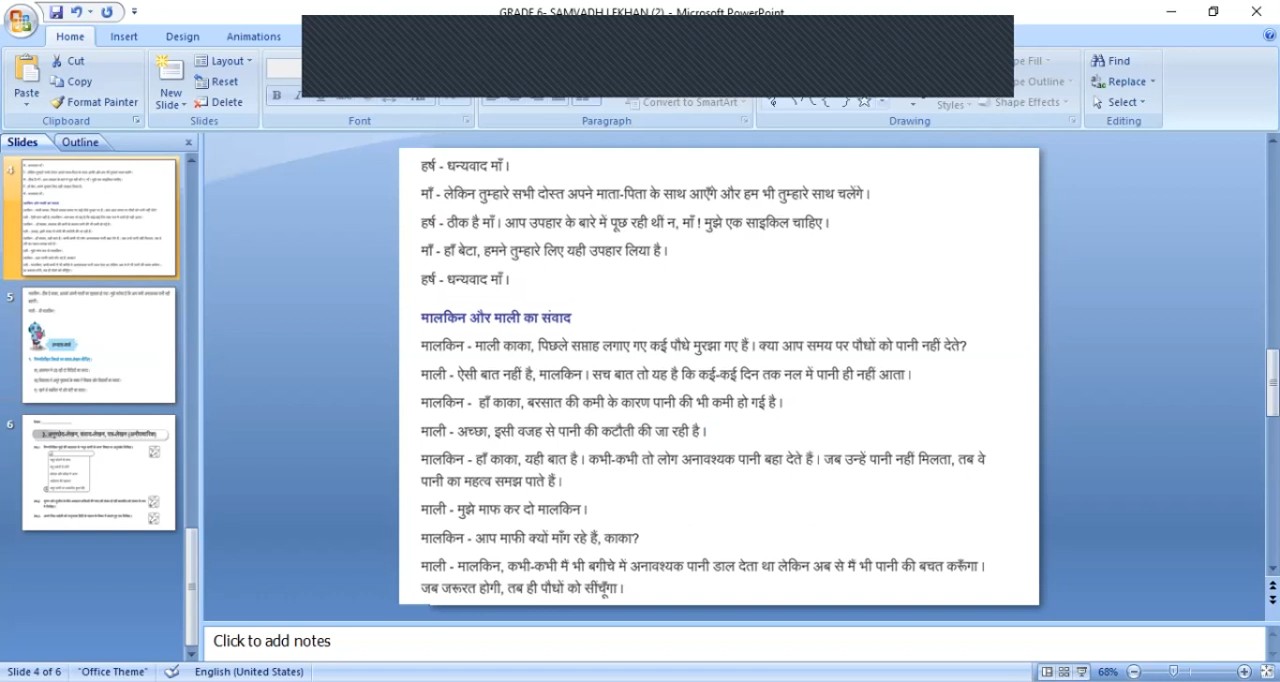 GRADE 6- SAMVADH LEKHAN (2) - Microsoft PowerPoint
Home Insert Design Animations
Paste
Cut
Copy
Format Painter
Clipboard
New Slide
Layout
Reset
Delete
Slides
Font
Convert to SmartArt
Paragraph
Styles
Shape Effects
Drawing
Find
Replace
Select
Editing
Slides Outline
4
5
6
हर्ष - धन्यवाद माँ।
माँ - लेकिन तुम्हारे सभी दोस्त अपने माता-पिता के साथ आएँगे और हम भी तुम्हारे साथ चलेंगे।
हर्ष - ठीक है माँ। आप उपहार के बारे में पूछ रही थी न, माँ ! मुझे एक साइकिल चाहिए।
माँ - हाँ बेटा, हमने तुम्हारे लिए यही उपहार लिया है।
हर्ष - धन्यवाद माँ।
मालकिन और माली का संवाद
मालकिन - माली काका, पिछले सप्ताह लगाए गए कई पौधे मुरझा गए हैं। क्या आप समय पर पौधों को पानी नहीं देते?
माली - ऐसी बात नहीं है, मालकिन। सच बात तो यह है कि कई-कई दिन तक नल में पानी ही नहीं आता।
मालकिन - हाँ काका, बरसात की कमी के कारण पानी की भी कमी हो गई है।
माली - अच्छा, इसी वजह से पानी की कटौती की जा रही है।
मालकिन - हाँ काका, यही बात है। कभी-कभी तो लोग अनावश्यक पानी बहा देते हैं। जब उन्हें पानी नहीं मिलता, तब वे
पानी का महत्व समझ पाते हैं।
माली - मुझे माफ कर दो मालकिन।
मालकिन - आप माफी क्यों माँग रहे हैं, काका?
माली - मालकिन, कभी-कभी मैं भी बगीचे में अनावश्यक पानी डाल देता था लेकिन अब से मैं भी पानी की बचत करूँगा।
जब जरूरत होगी, तब ही पौधों को सींचूँगा।
Click to add notes
Slide 4 of 6 "Office Theme" English (United States) 68%